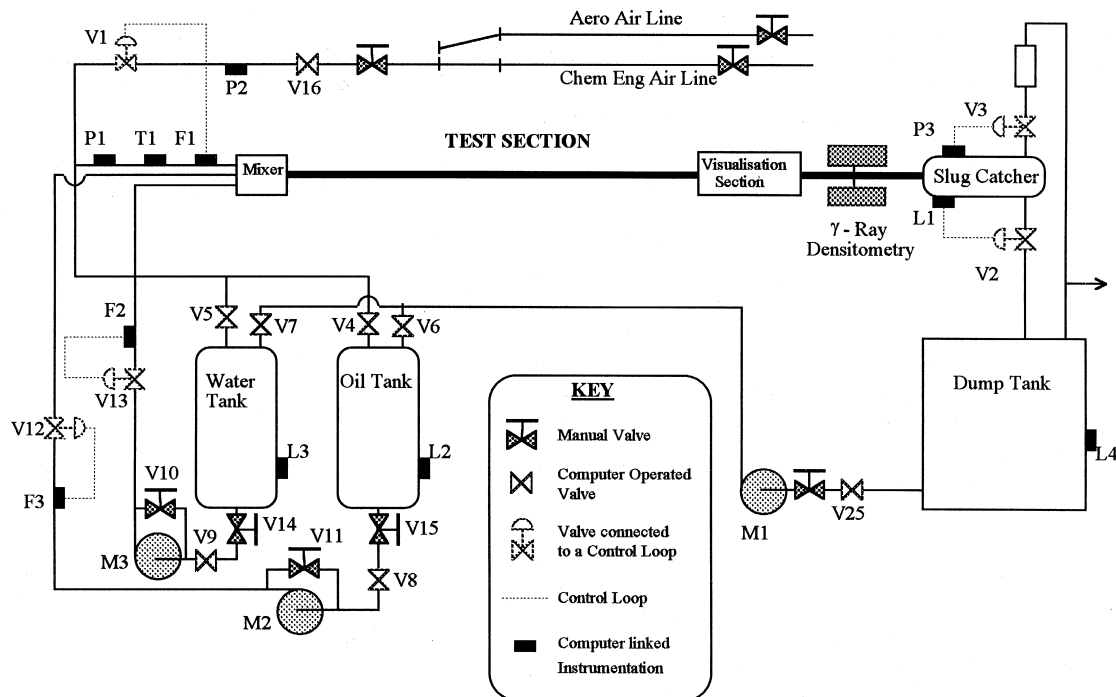 Aero Air Line
V1
P2
V16
Chem Eng Air Line
V3
P1
T1
F1
TEST SECTION
P3
Mixer
Visualisation
Section
Slug Catcher
L1
γ - Ray
Densitometry
V2
F2
V5
V7
V4
V6
Water
Tank
Oil Tank
KEY
Dump Tank
V13
V12
Manual Valve
L3
L2
L4
Computer Operated
Valve
F3
V10
V14
V15
V25
M1
V9
V11
Valve connected
to a Control Loop
M3
V8
Control Loop
M2
Computer linked
Instrumentation